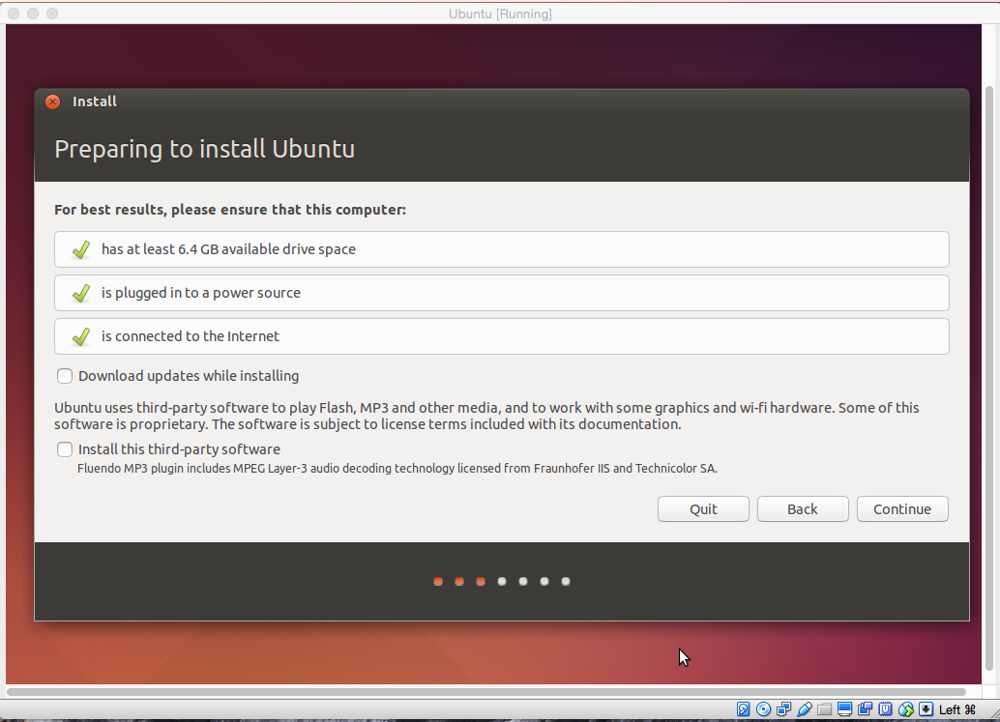 Ubuntu [Running]
Install
Preparing to install Ubuntu
For best results, please ensure that this computer:
has at least 6.4 GB available drive space
is plugged in to a power source
is connected to the Internet
Download updates while installing
Ubuntu uses third-party software to play Flash, MP3 and other media, and to work with some graphics and wi-fi hardware. Some of this
software is proprietary. The software is subject to license terms included with its documentation.
Install this third-party software
Fluendo MP3 plugin includes MPEG Layer-3 audio decoding technology licensed from Fraunhofer IIS and Technicolor SA.
Quit Back Continue
Left ⌘